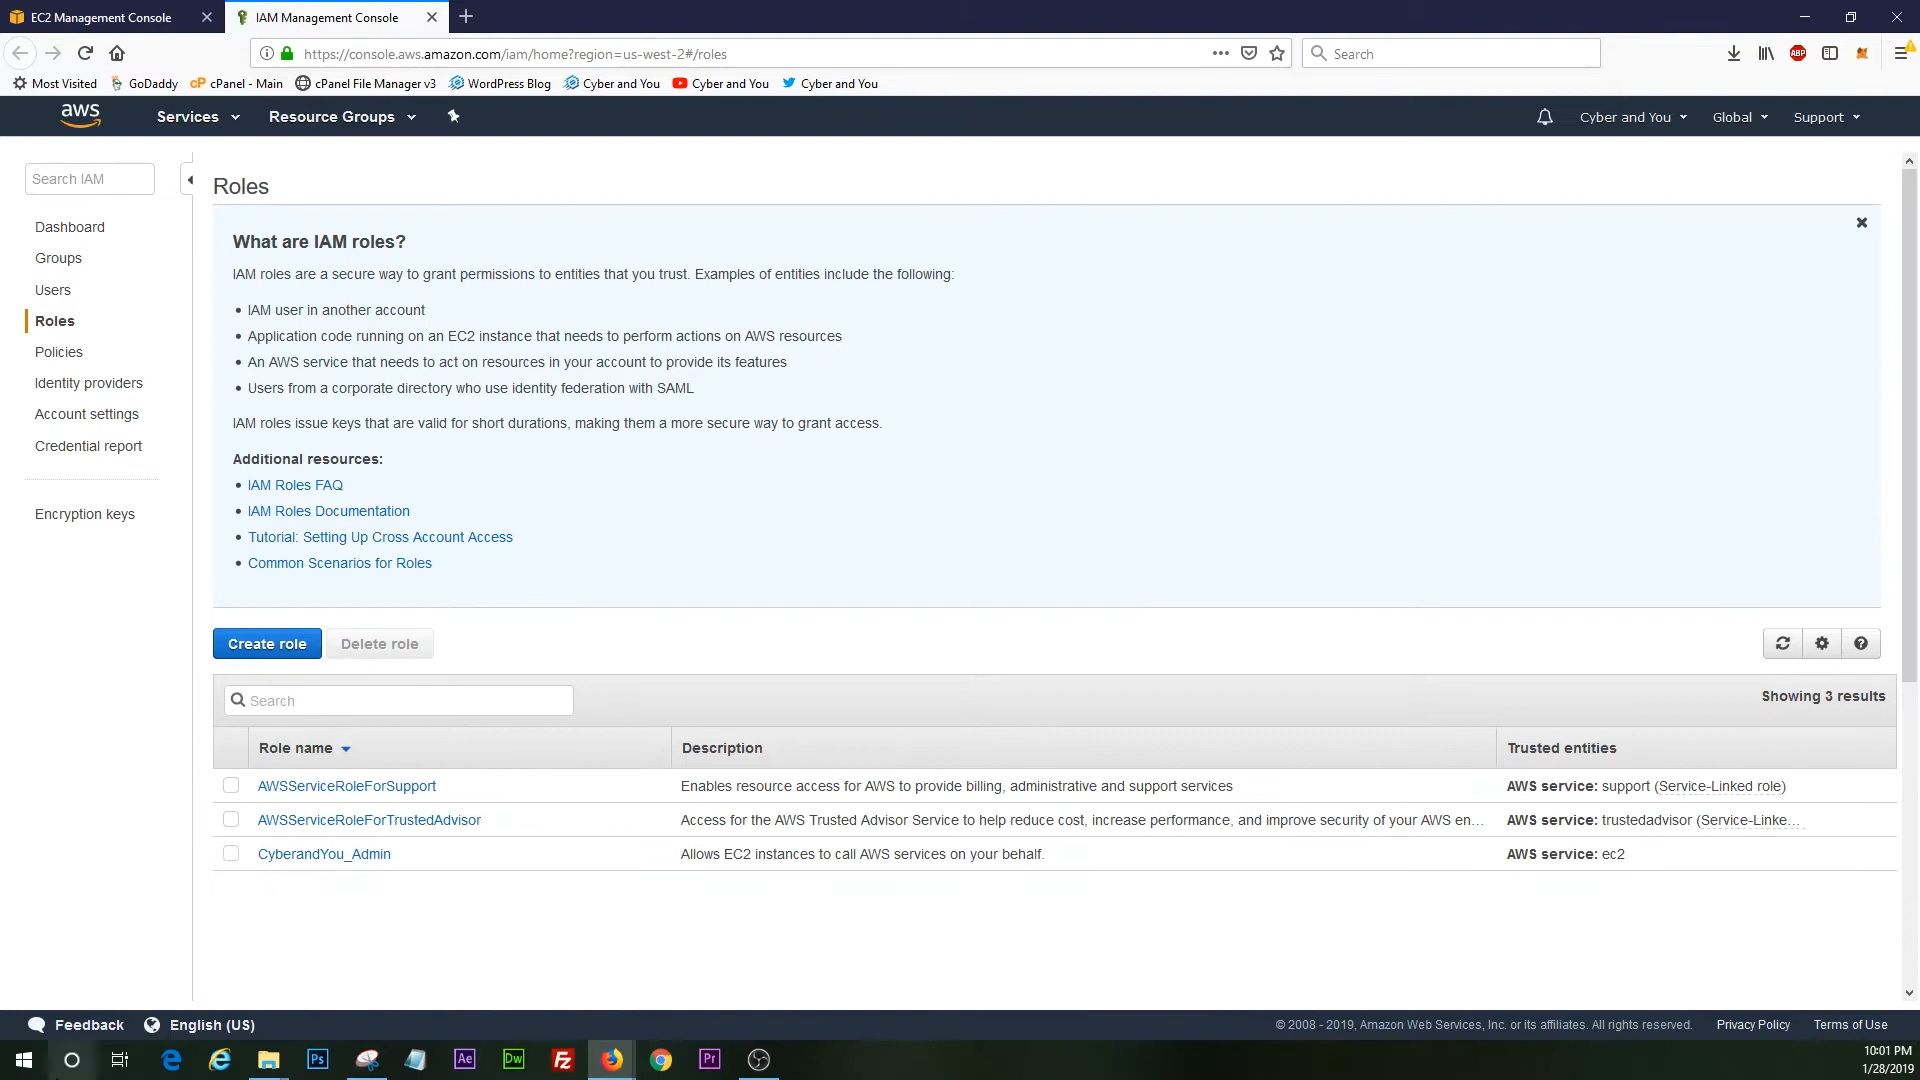 EC2 Management Console
IAM Management Console
https://console.aws.amazon.com/iam/home?region=us-west-2#/roles
Search
ABP
Most Visited
GoDaddy
cP cPanel - Main
cPanel File Manager v3
WordPress Blog
Cyber and You
Cyber and You
Cyber and You
aws
Services
Resource Groups
Cyber and You
Global
Support
Search IAM
Dashboard
Groups
Users
Roles
Policies
Identity providers
Account settings
Credential report
Encryption keys
Roles
What are IAM roles?
IAM roles are a secure way to grant permissions to entities that you trust. Examples of entities include the following:
• IAM user in another account
• Application code running on an EC2 instance that needs to perform actions on AWS resources
• An AWS service that needs to act on resources in your account to provide its features
• Users from a corporate directory who use identity federation with SAML
IAM roles issue keys that are valid for short durations, making them a more secure way to grant access.
Additional resources:
• IAM Roles FAQ
• IAM Roles Documentation
• Tutorial: Setting Up Cross Account Access
• Common Scenarios for Roles
Create role
Delete role
Search
Showing 3 results
Role name
Description
Trusted entities
AWSServiceRoleForSupport
Enables resource access for AWS to provide billing, administrative and support services
AWS service: support (Service-Linked role)
AWSServiceRoleForTrustedAdvisor
Access for the AWS Trusted Advisor Service to help reduce cost, increase performance, and improve security of your AWS en...
AWS service: trustedadvisor (Service-Linke...
CyberandYou_Admin
Allows EC2 instances to call AWS services on your behalf.
AWS service: ec2
Feedback
English (US)
© 2008 - 2019, Amazon Web Services, Inc. or its affiliates. All rights reserved.
Privacy Policy
Terms of Use
Ps
Ae
Dw
Fz
Pr
10:01 PM
1/28/2019